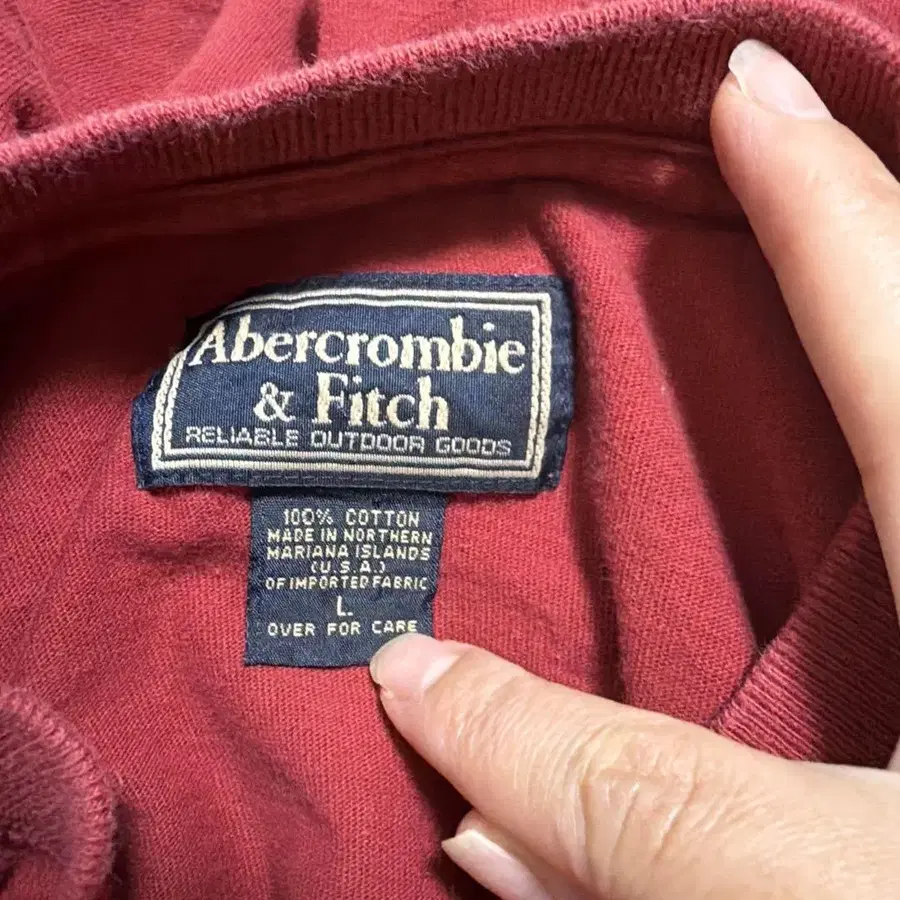 Abercrombie
& Fitch
RELIABLE OUTDOOR GOODS
100% COTTON
MADE IN NORTHERN
MARIANA ISLANDS
(U.S.A.)
OF IMPORTED FABRIC
L.
OVER FOR CARE